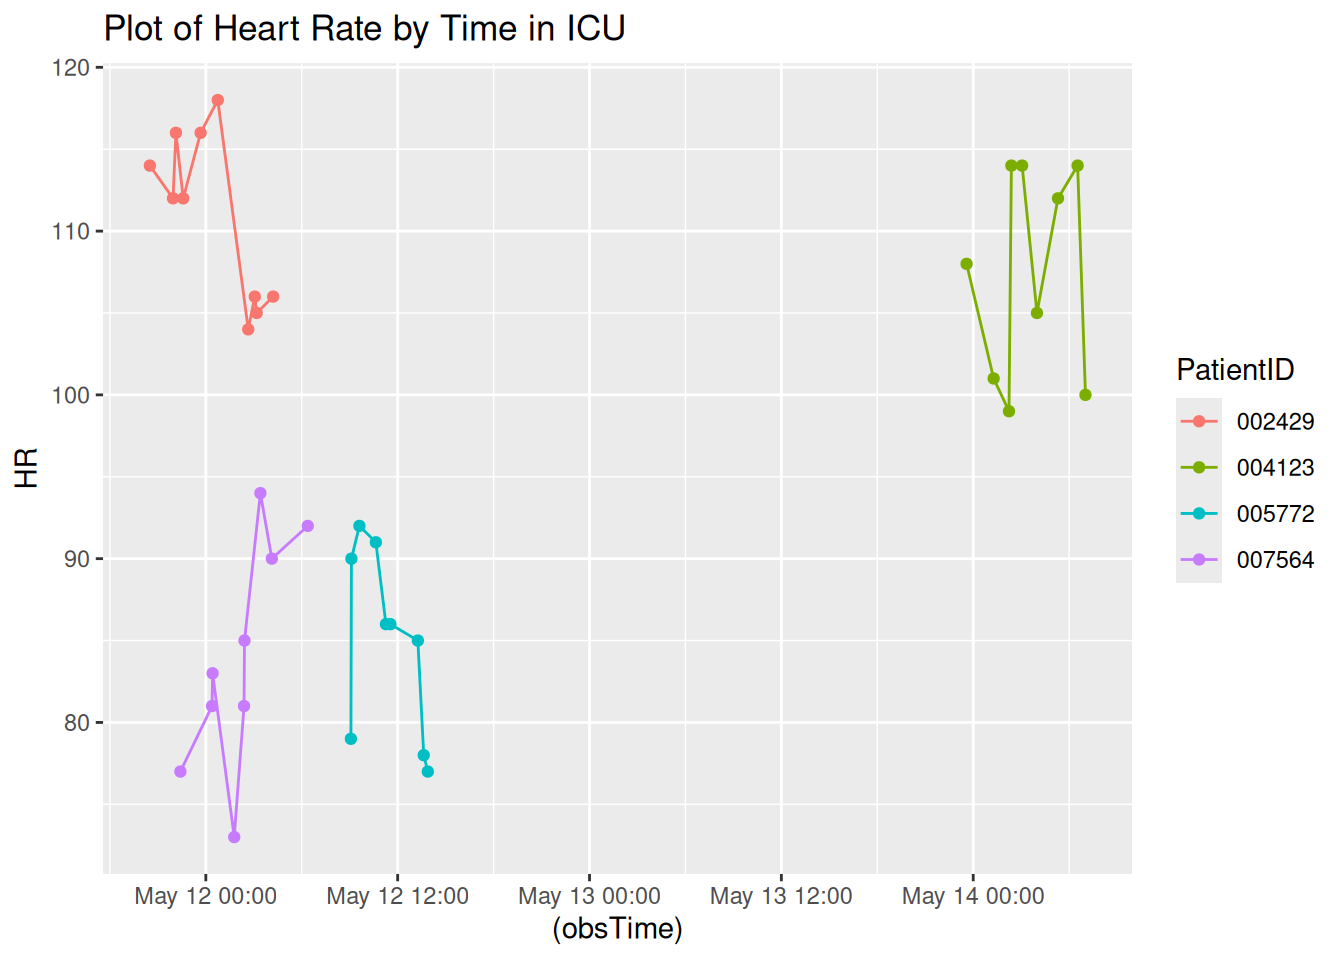 Plot of Heart Rate by Time in ICU
120
110
100
90
80
HR
May 12 00:00 May 12 12:00 May 13 00:00 May 13 12:00 May 14 00:00
(obsTime)
PatientID
002429
004123
005772
007564